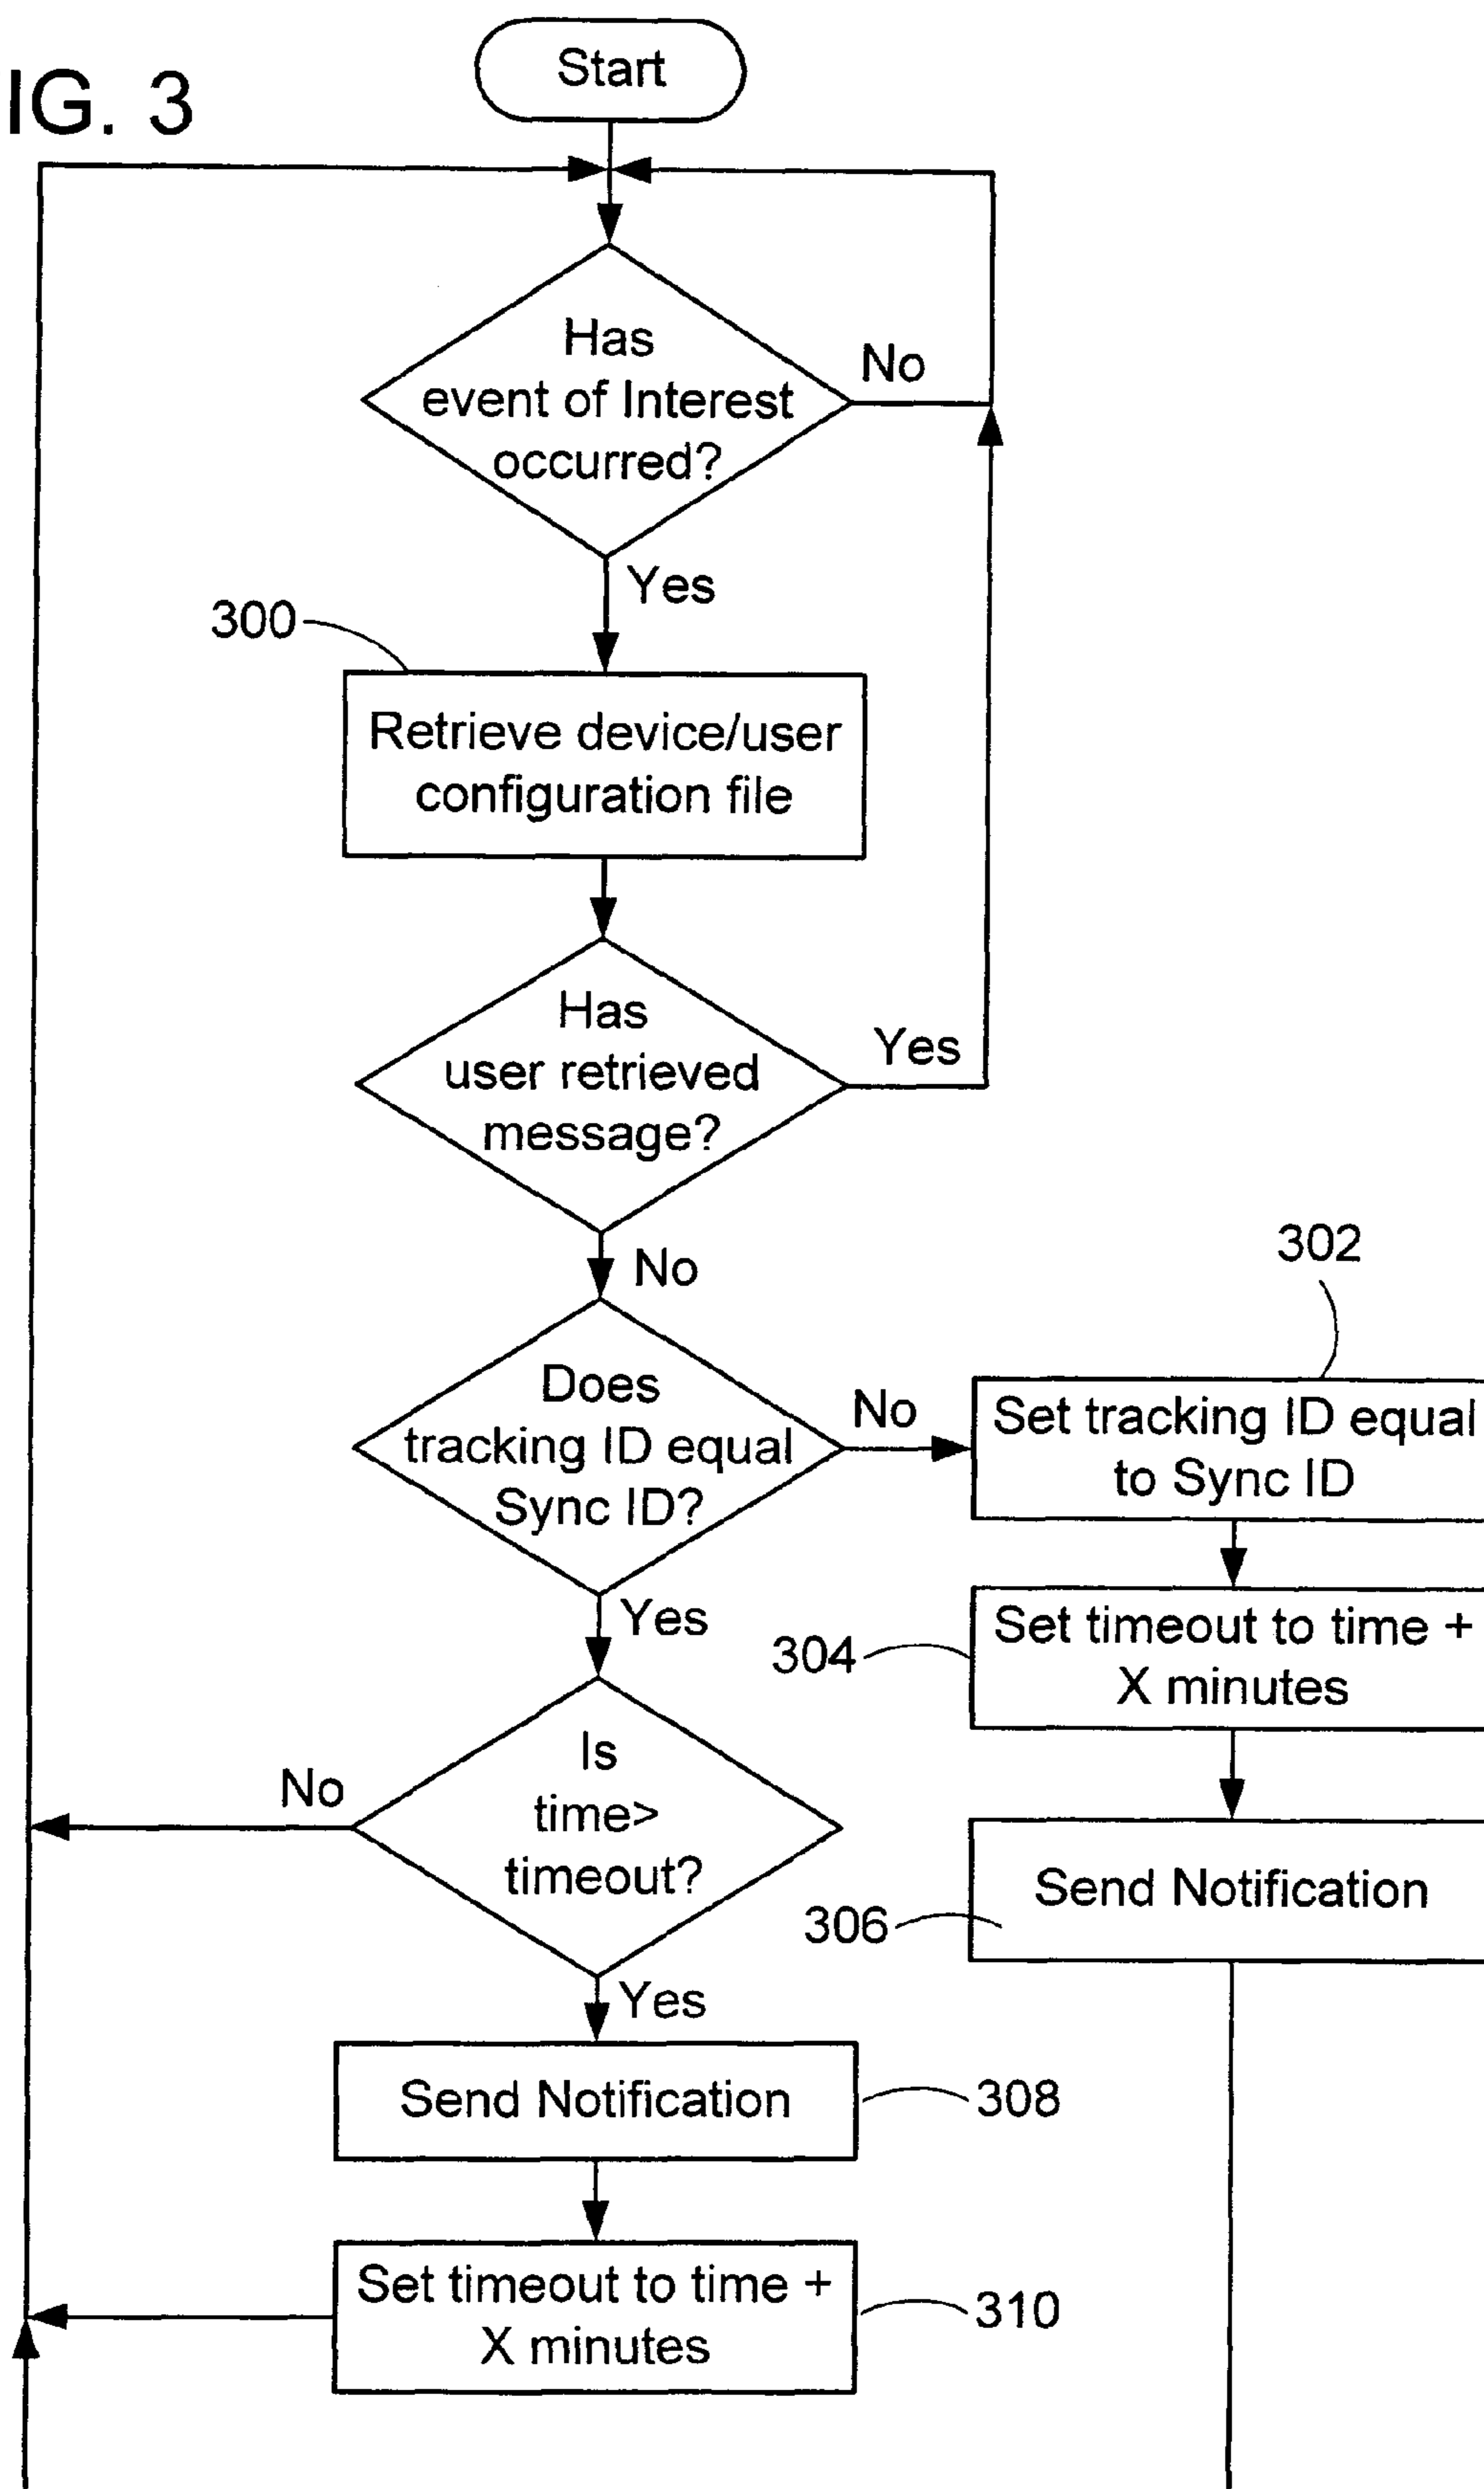 IG. 3
Start
Has
event of Interest
occurred?
No
Yes
300
Retrieve device/user
configuration file
Has
user retrieved
message?
Yes
No
302
Does
tracking ID equal
Sync ID?
No
Set tracking ID equal
to Sync ID
Yes
304
Set timeout to time +
X minutes
Is
time>
timeout?
No
306
Send Notification
Yes
Send Notification
308
Set timeout to time +
X minutes
310